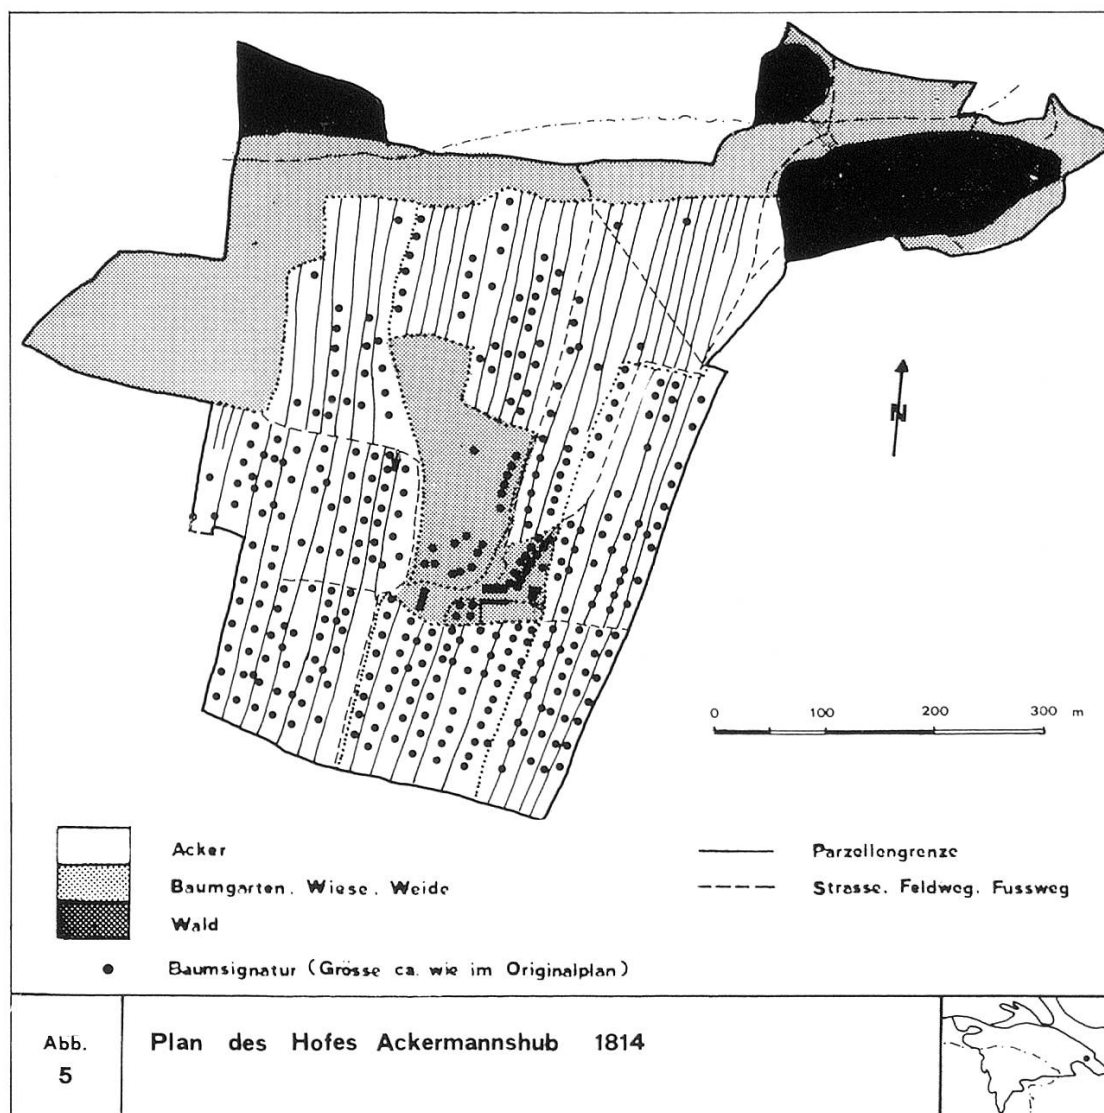 N
0 100 200 300 m
Acker
Baumgarten, Wiese, Weide
Wald
Baumsignatur (Grösse ca. wie im Originalplan)
Parzellengrenze
Strasse, Feldweg, Fussweg
Abb.
5
Plan des Hofes Ackermannshub 1814